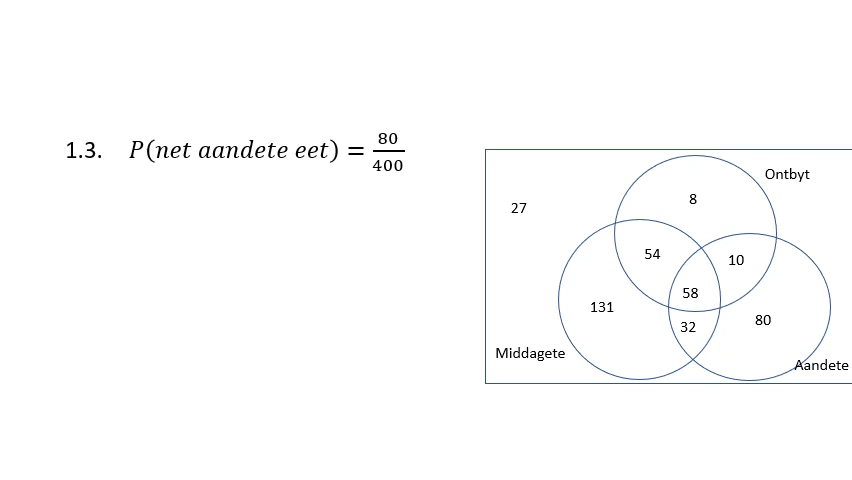 1.3. P(net aandete eet) = 80/400
Ontbyt
8
27
54
10
58
131
32
80
Middagete
Aandete